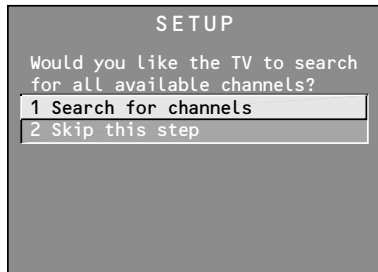 SETUP
Would you like the TV to search
for all available channels?
1 Search for channels
2 Skip this step